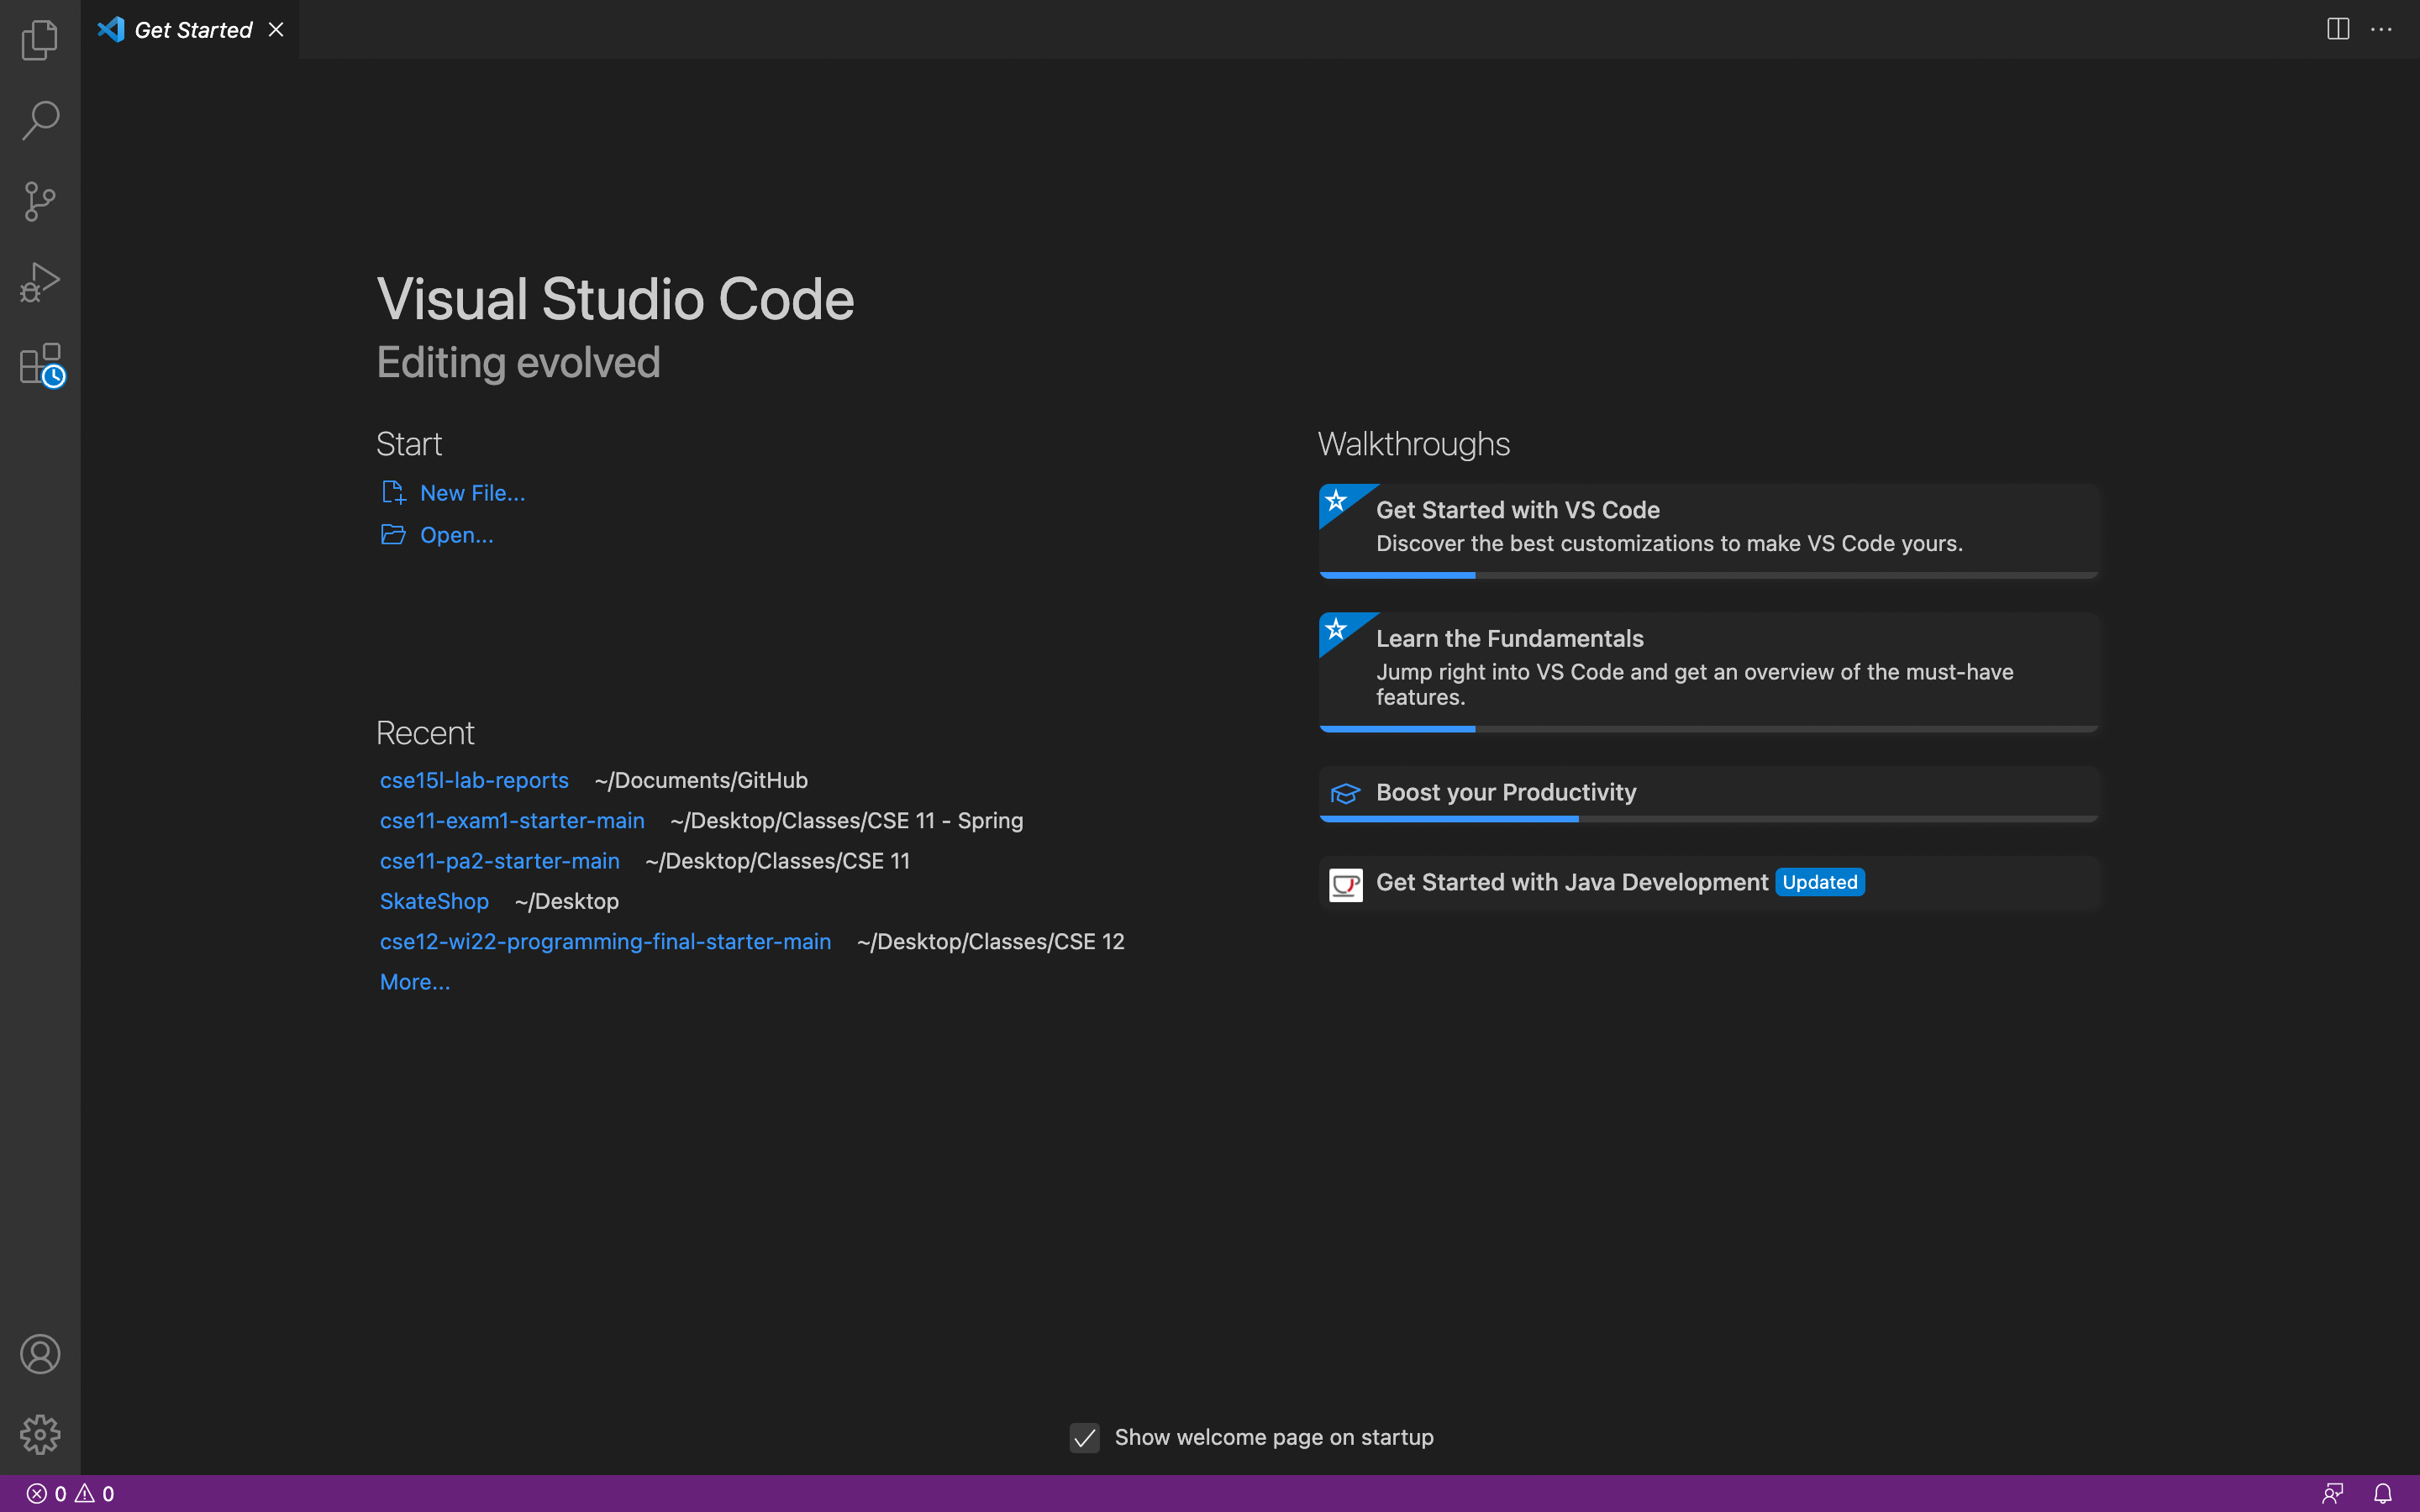 Get Started
Visual Studio Code
Editing evolved
Start
New File...
Open...
Recent
cse15l-lab-reports ~/Documents/GitHub
cse11-exam1-starter-main ~/Desktop/Classes/CSE 11 - Spring
cse11-pa2-starter-main ~/Desktop/Classes/CSE 11
SkateShop ~/Desktop
cse12-wi22-programming-final-starter-main ~/Desktop/Classes/CSE 12
More...
Walkthroughs
Get Started with VS Code
Discover the best customizations to make VS Code yours.
Learn the Fundamentals
Jump right into VS Code and get an overview of the must-have
features.
Boost your Productivity
Get Started with Java Development Updated
Show welcome page on startup
0 0